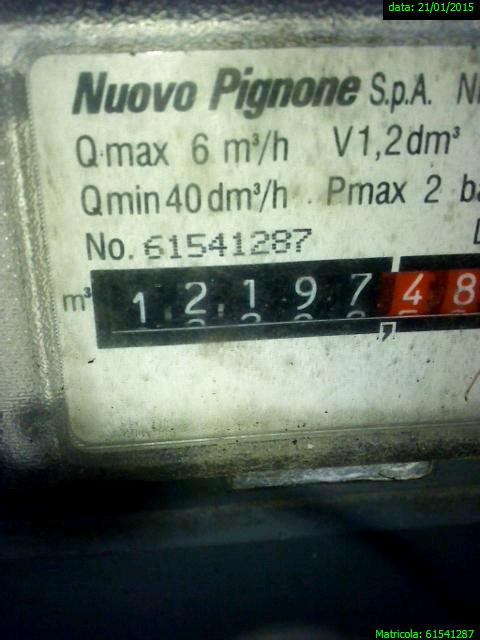 data: 21/01/2015
Nuovo Pignone S.p.A.
Q.max 6 m³/h V1,2dm³
Qmin 40 dm³/h Pmax 2
No. 61541287
m³ 1 2 1 9 7 4 8
Matricola: 61541287